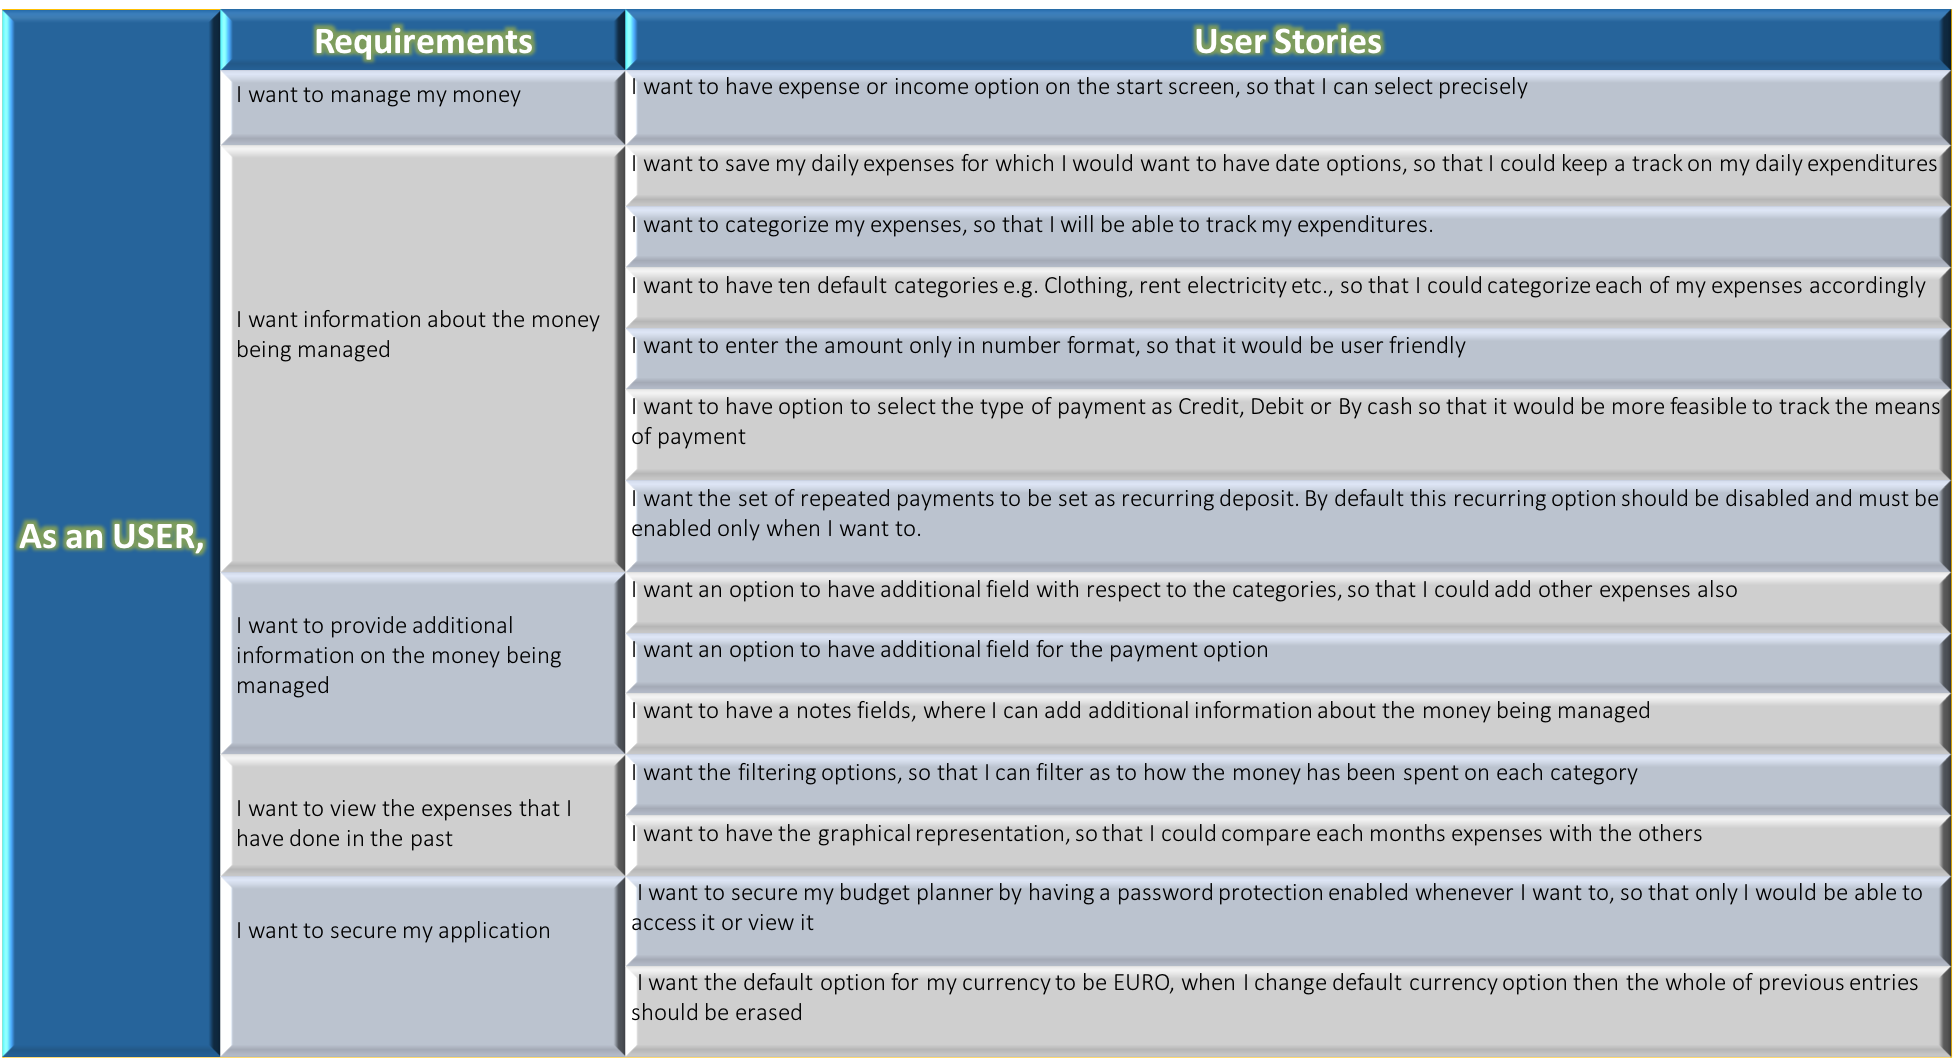 Requirements
User Stories
As an USER,
I want to manage my money
I want to have expense or income option on the start screen, so that I can select precisely
I want information about the money
being managed
I want to save my daily expenses for which I would want to have date options, so that I could keep a track on my daily expenditures
I want to categorize my expenses, so that I will be able to track my expenditures.
I want to have ten default categories e.g. Clothing, rent electricity etc., so that I could categorize each of my expenses accordingly
I want to enter the amount only in number format, so that it would be user friendly
I want to have option to select the type of payment as Credit, Debit or By cash so that it would be more feasible to track the means
of payment
I want the set of repeated payments to be set as recurring deposit. By default this recurring option should be disabled and must be
enabled only when I want to.
I want to provide additional
information on the money being
managed
I want an option to have additional field with respect to the categories, so that I could add other expenses also
I want an option to have additional field for the payment option
I want to have a notes fields, where I can add additional information about the money being managed
I want to view the expenses that I
have done in the past
I want the filtering options, so that I can filter as to how the money has been spent on each category
I want to have the graphical representation, so that I could compare each months expenses with the others
I want to secure my application
I want to secure my budget planner by having a password protection enabled whenever I want to, so that only I would be able to
access it or view it
I want the default option for my currency to be EURO, when I change default currency option then the whole of previous entries
should be erased